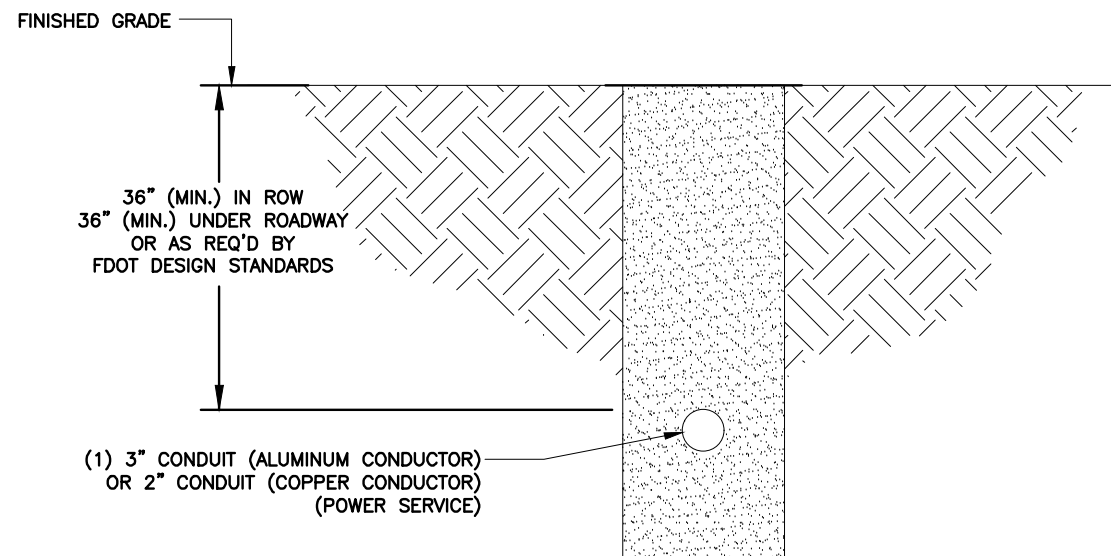 FINISHED GRADE
36" (MIN.) IN ROW
36" (MIN.) UNDER ROADWAY
OR AS REQ'D BY
FDOT DESIGN STANDARDS
(1) 3" CONDUIT (ALUMINUM CONDUCTOR)
OR 2" CONDUIT (COPPER CONDUCTOR)
(POWER SERVICE)